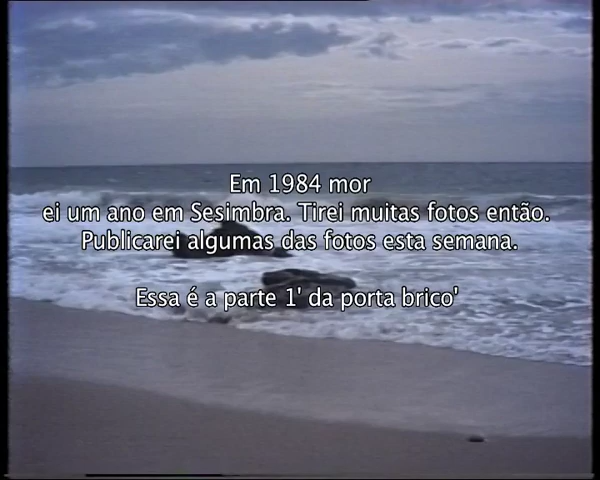 Em 1984 mor
ei um ano em Sesimbra. Tirei muitas fotos então.
Publicarei algumas das fotos esta semana.
Essa é a parte 1' da porta brico'